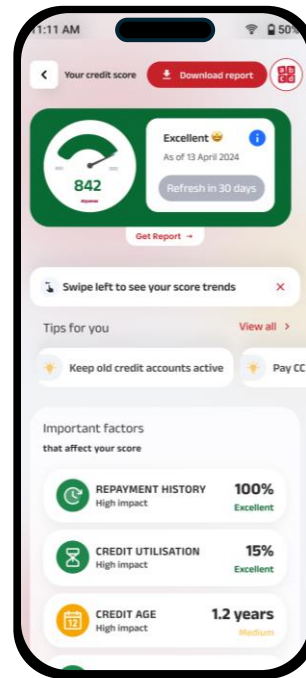 11:11 AM
50%
Your credit score
Download report
a b
c d
842
Excellent
As of 13 April 2024
Refresh in 30 days
Get Report →
Swipe left to see your score trends
Tips for you
View all >
Keep old credit accounts active
Pay CC
Important factors
that affect your score
REPAYMENT HISTORY
High impact
100%
Excellent
CREDIT UTILISATION
High impact
15%
Excellent
12
CREDIT AGE
High impact
1.2 years
Medium